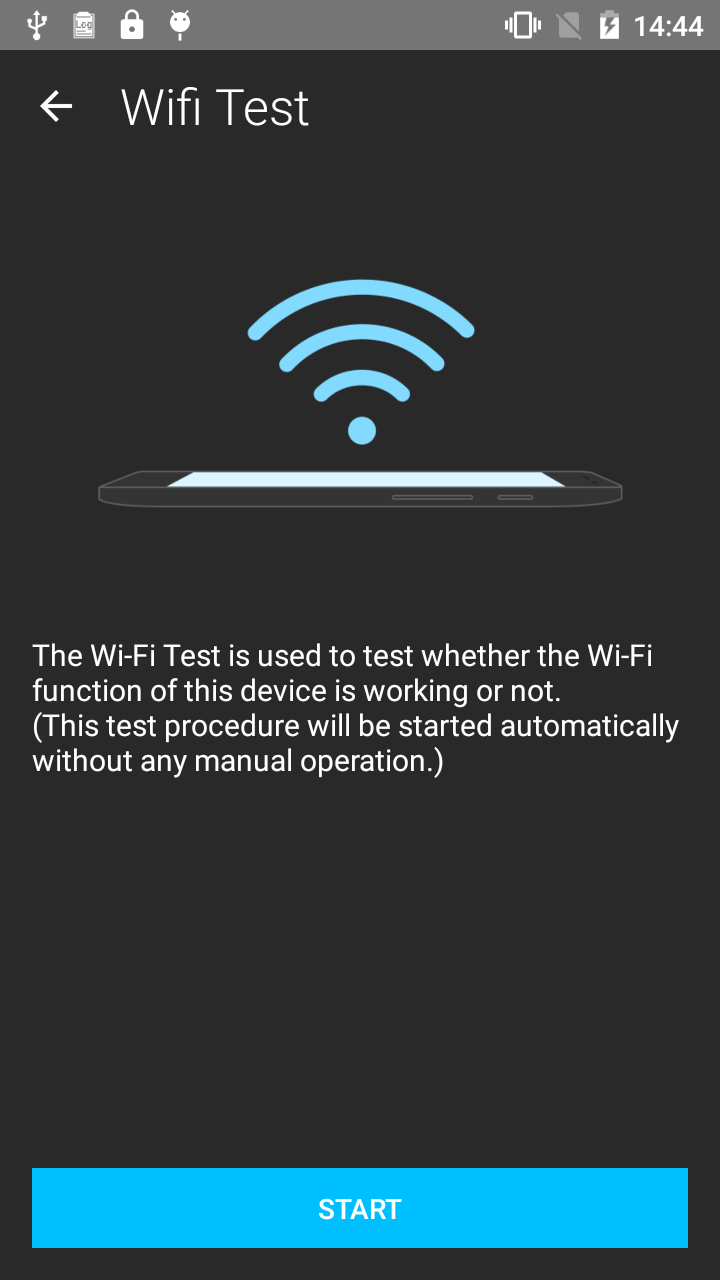 Log
14:44
Wifi Test
The Wi-Fi Test is used to test whether the Wi-Fi
function of this device is working or not.
(This test procedure will be started automatically
without any manual operation.)
START